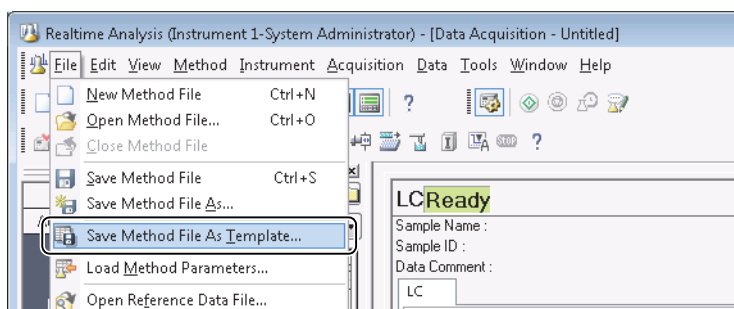 Realtime Analysis (Instrument 1-System Administrator) - [Data Acquisition - Untitled]
File Edit View Method Instrument Acquisition Data Tools Window Help
New Method File Ctrl+N
Open Method File... Ctrl+O
Close Method File
Save Method File Ctrl+S
Save Method File As...
Save Method File As Template...
Load Method Parameters...
Open Reference Data File...
STOP
LC Ready
Sample Name :
Sample ID :
Data Comment :
LC